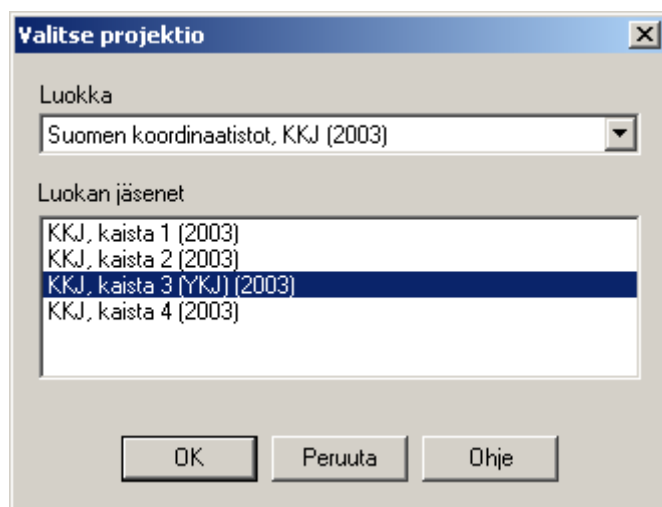 Valitse projektio
Luokka
Suomen koordinaatistot, KKJ (2003)
Luokan jäsenet
KKJ, kaista 1 (2003)
KKJ, kaista 2 (2003)
KKJ, kaista 3 (YKJ) (2003)
KKJ, kaista 4 (2003)
OK Peruuta Ohje